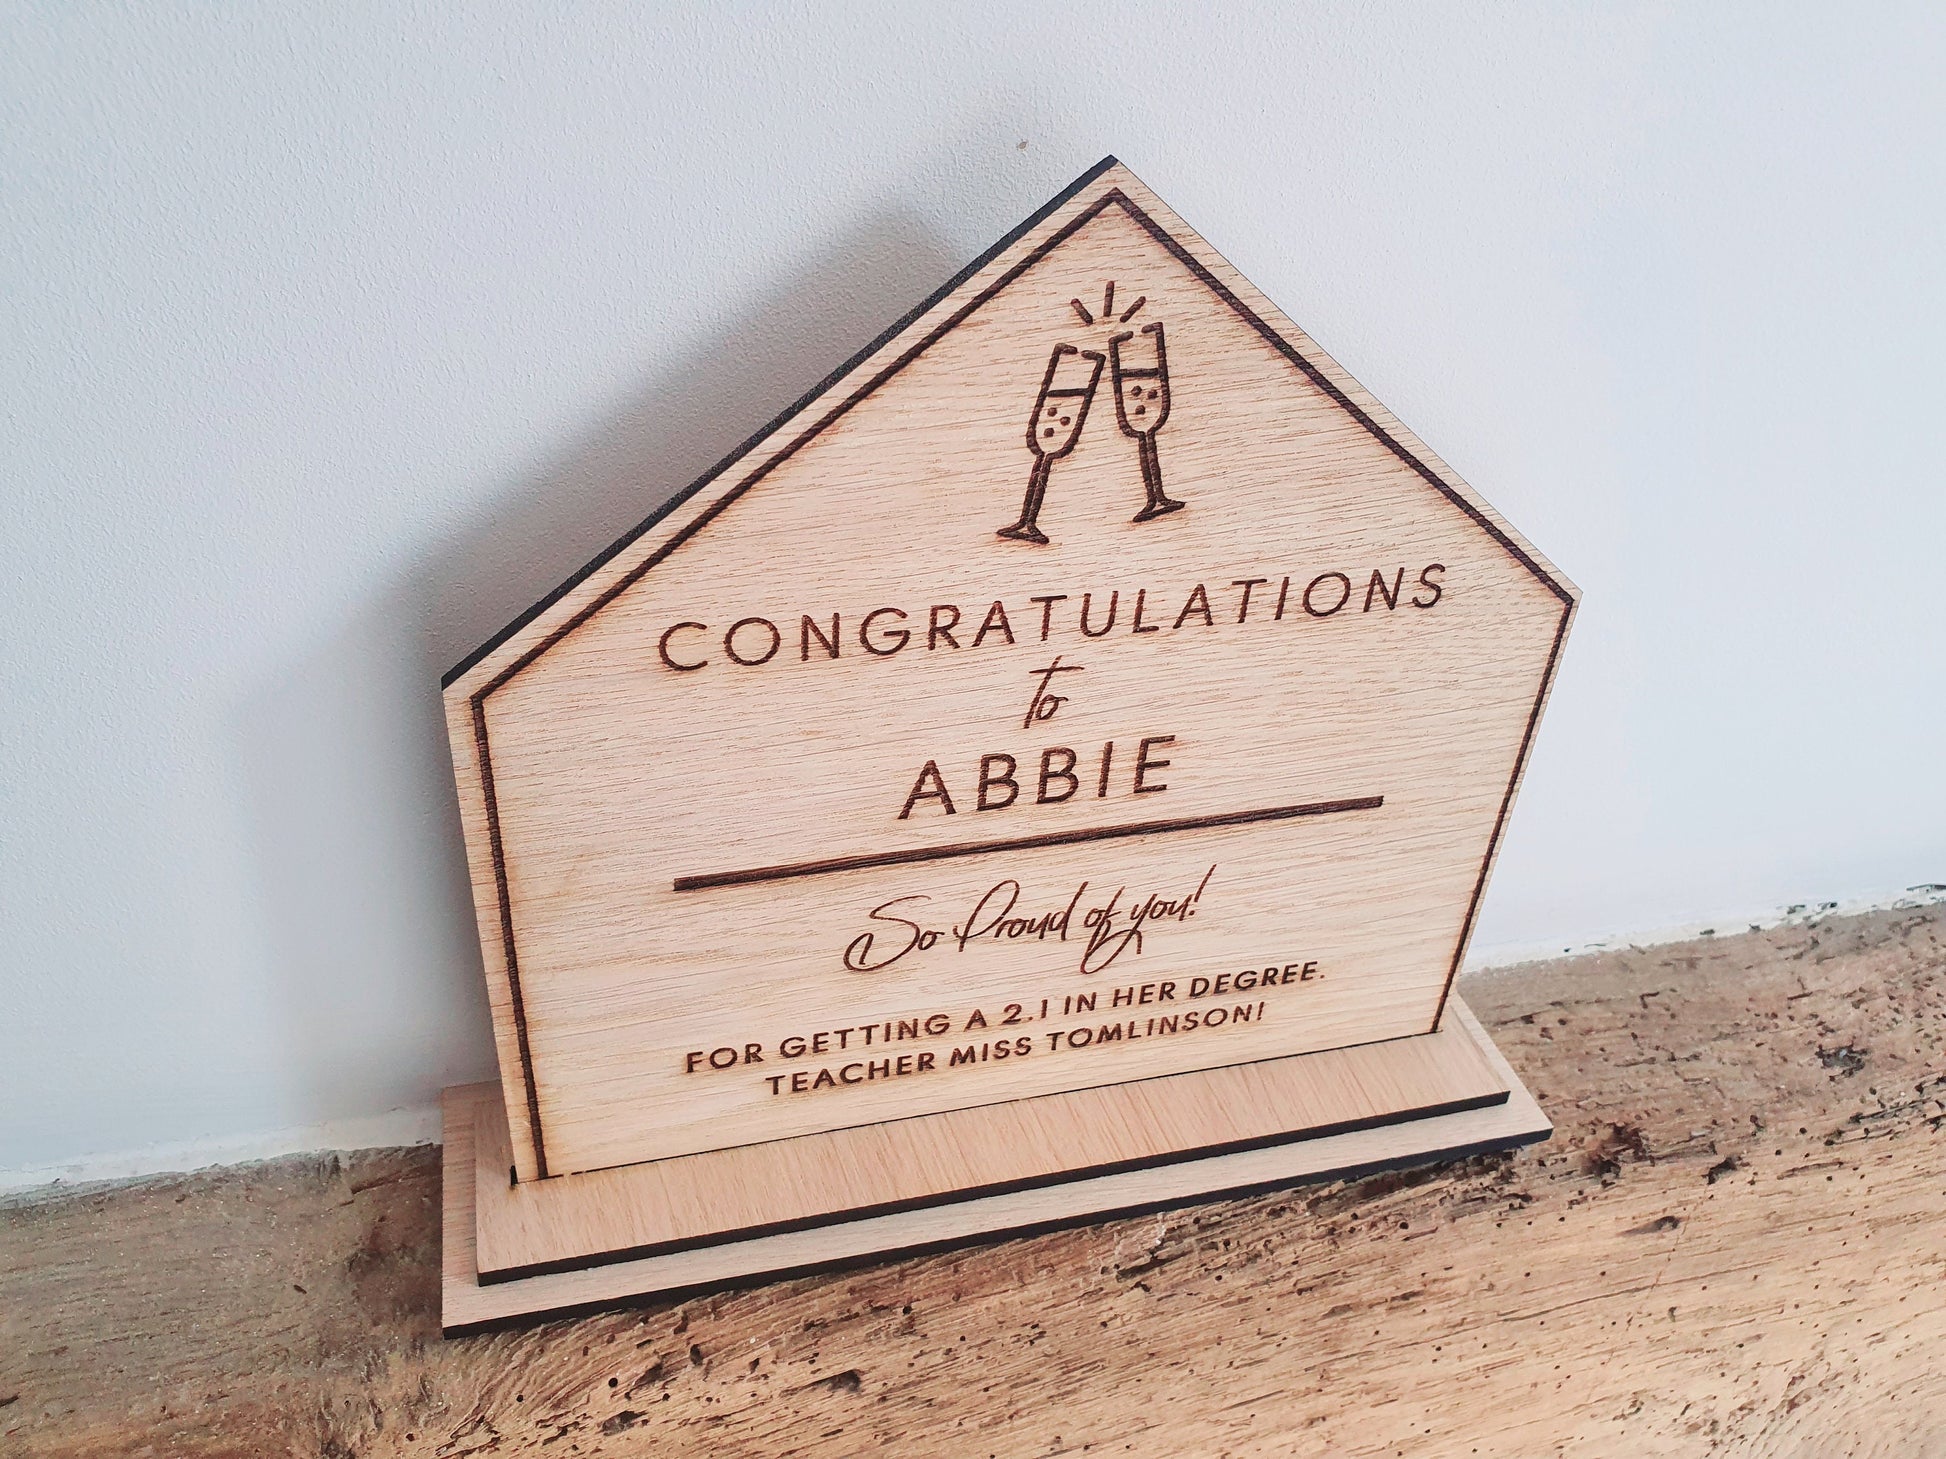 CONGRATULATIONS
to
ABBIE
So Proud of you!
FOR GETTING A 2.1 IN HER DEGREE.
TEACHER MISS TOMLINSON!